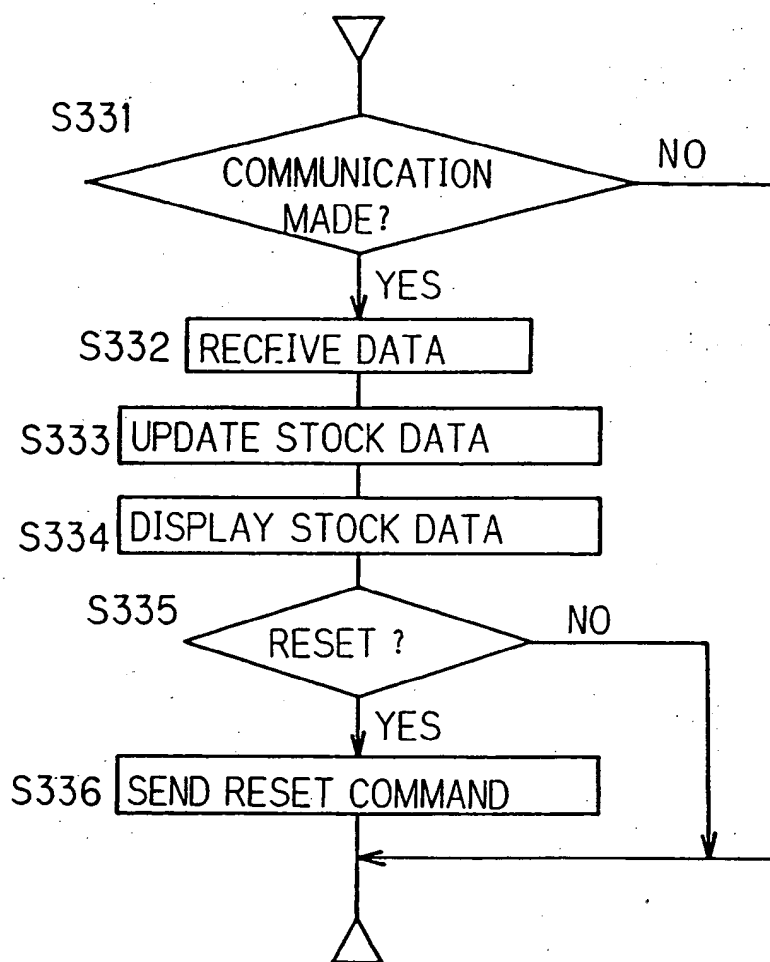 S331
COMMUNICATION
MADE?
NO
YES
S332
RECEIVE DATA
S333
UPDATE STOCK DATA
S334
DISPLAY STOCK DATA
S335
RESET ?
NO
YES
S336
SEND RESET COMMAND